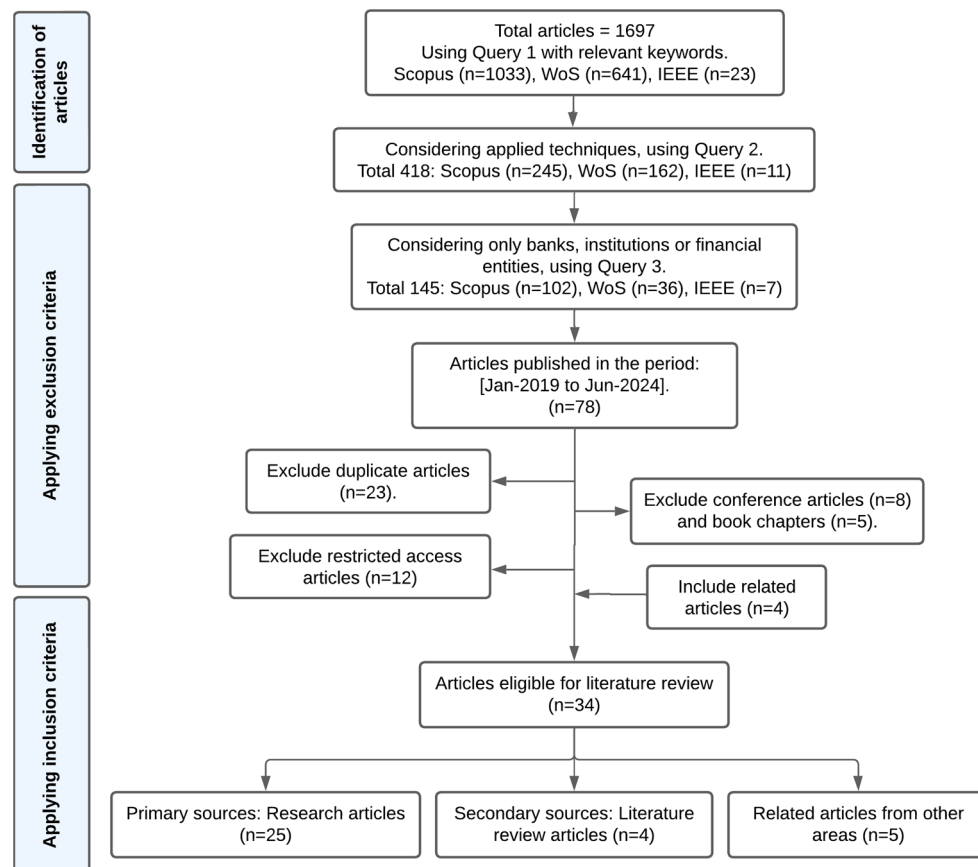 Identification of
articles
Total articles = 1697
Using Query 1 with relevant keywords.
Scopus (n=1033), WoS (n=641), IEEE (n=23)
Considering applied techniques, using Query 2.
Total 418: Scopus (n=245), WoS (n=162), IEEE (n=11)
Applying exclusion criteria
Considering only banks, institutions or financial
entities, using Query 3.
Total 145: Scopus (n=102), WoS (n=36), IEEE (n=7)
Articles published in the period:
[Jan-2019 to Jun-2024].
(n=78)
Exclude duplicate articles
(n=23).
Exclude conference articles (n=8)
and book chapters (n=5).
Exclude restricted access
articles (n=12)
Include related
articles (n=4)
Applying inclusion criteria
Articles eligible for literature review
(n=34)
Primary sources: Research articles
(n=25)
Secondary sources: Literature
review articles (n=4)
Related articles from other
areas (n=5)